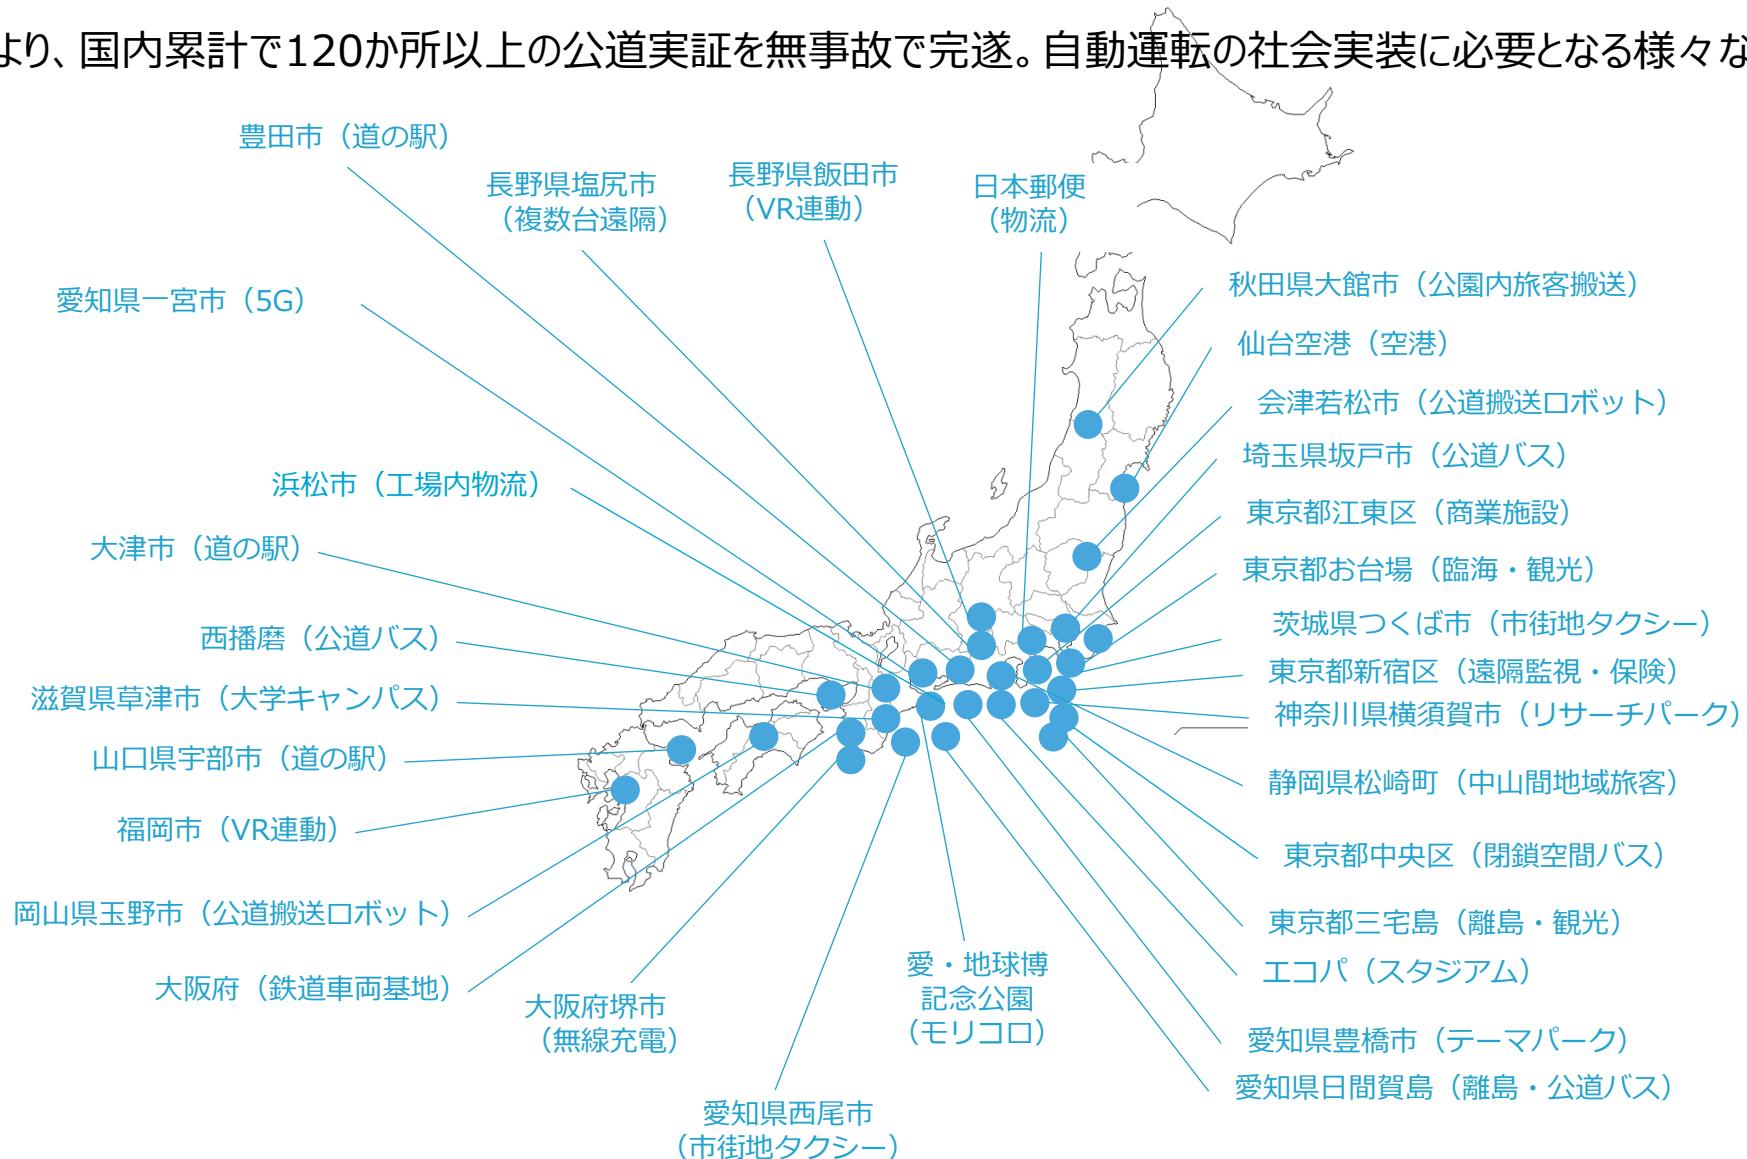 より、国内累計で120か所以上の公道実証を無事故で完遂。自動運転の社会実装に必要となる様々な
豊田市（道の駅）
長野県塩尻市
（複数台遠隔）
長野県飯田市
（VR連動）
日本郵便
（物流）
愛知県一宮市（5G）
浜松市（工場内物流）
大津市（道の駅）
西播磨（公道バス）
滋賀県草津市（大学キャンパス）
山口県宇部市（道の駅）
福岡市（VR連動）
岡山県玉野市（公道搬送ロボット）
大阪府（鉄道車両基地）
大阪府堺市
（無線充電）
愛知県西尾市
（市街地タクシー）
愛・地球博
記念公園
（モリコロ）
秋田県大館市（公園内旅客搬送）
仙台空港（空港）
会津若松市（公道搬送ロボット）
埼玉県坂戸市（公道バス）
東京都江東区（商業施設）
東京都お台場（臨海・観光）
茨城県つくば市（市街地タクシー）
東京都新宿区（遠隔監視・保険）
神奈川県横須賀市（リサーチパーク）
静岡県松崎町（中山間地域旅客）
東京都中央区（閉鎖空間バス）
東京都三宅島（離島・観光）
エコパ（スタジアム）
愛知県豊橋市（テーマパーク）
愛知県日間賀島（離島・公道バス）